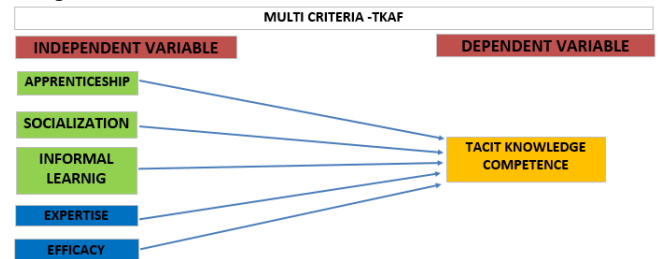 MULTI CRITERIA -TKAF
INDEPENDENT VARIABLE
DEPENDENT VARIABLE
APPRENTICESHIP
SOCIALIZATION
INFORMAL
LEARNIG
EXPERTISE
EFFICACY
TACIT KNOWLEDGE
COMPETENCE